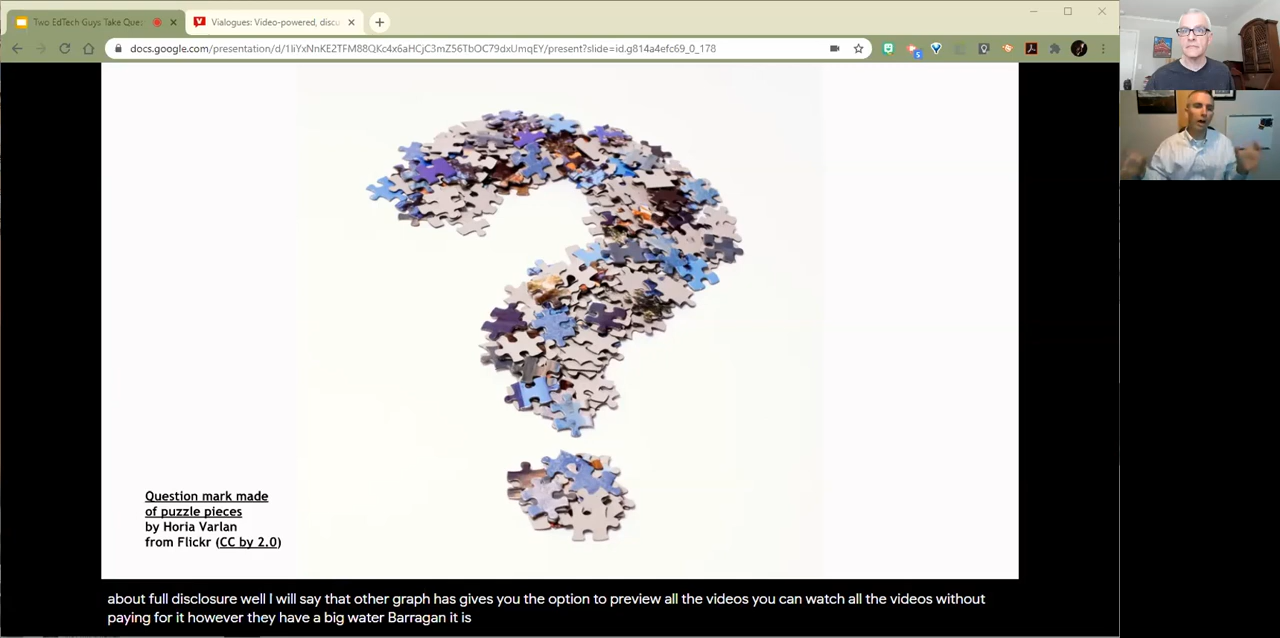 Two EdTech Guys Take Que
Vialogues: Video-powered, discu
docs.google.com/presentation/d/1liYxNnKE2TFM88QKc4x6aHCjC3mZ56TbOC79dxUmqEY/present?slide=id.g814a4efc69_0_178
5
Question mark made
of puzzle pieces
by Horia Varlan
from Flickr (CC by 2.0)
about full disclosure well I will say that other graph has gives you the option to preview all the videos you can watch all the videos without
paying for it however they have a big water Barragan it is